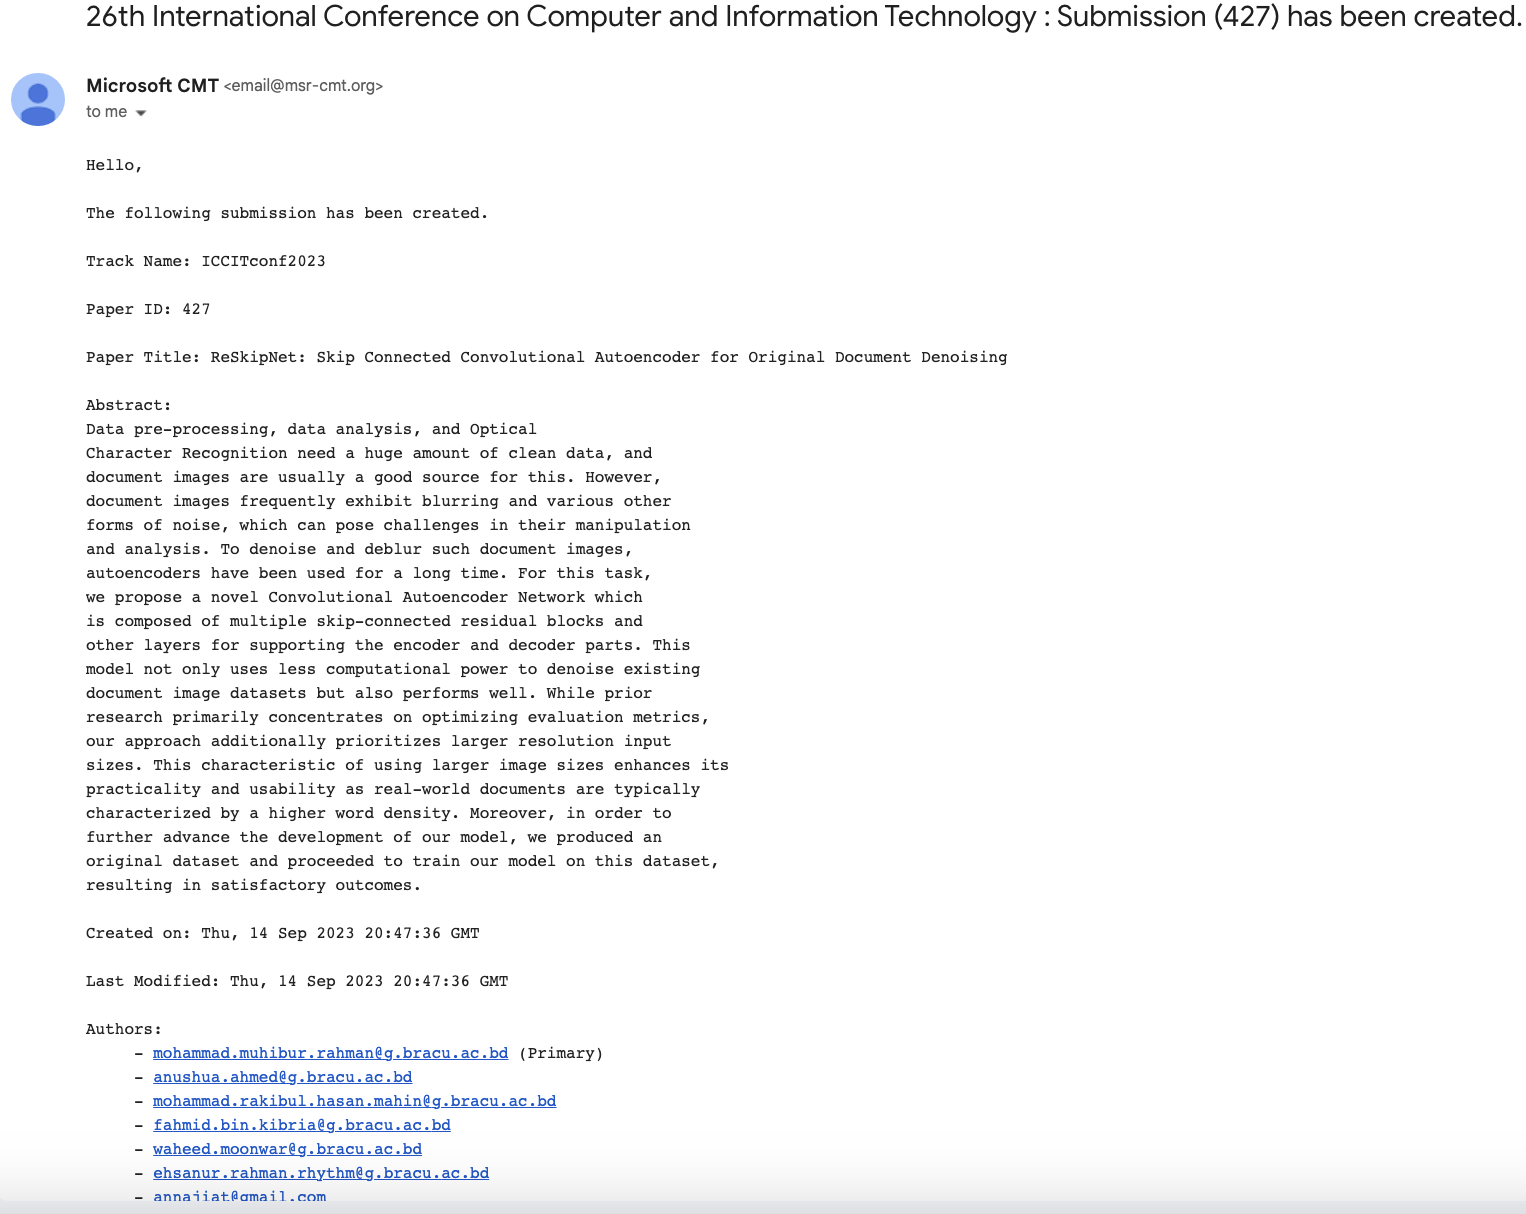 26th International Conference on Computer and Information Technology : Submission (427) has been created.
Microsoft CMT <email@msr-cmt.org>
to me
Hello,
The following submission has been created.
Track Name: ICCITconf2023
Paper ID: 427
Paper Title: ReSkipNet: Skip Connected Convolutional Autoencoder for Original Document Denoising
Abstract:
Data pre-processing, data analysis, and Optical
Character Recognition need a huge amount of clean data, and
document images are usually a good source for this. However,
document images frequently exhibit blurring and various other
forms of noise, which can pose challenges in their manipulation
and analysis. To denoise and deblur such document images,
autoencoders have been used for a long time. For this task,
we propose a novel Convolutional Autoencoder Network which
is composed of multiple skip-connected residual blocks and
other layers for supporting the encoder and decoder parts. This
model not only uses less computational power to denoise existing
document image datasets but also performs well. While prior
research primarily concentrates on optimizing evaluation metrics,
our approach additionally prioritizes larger resolution input
sizes. This characteristic of using larger image sizes enhances its
practicality and usability as real-world documents are typically
characterized by a higher word density. Moreover, in order to
further advance the development of our model, we produced an
original dataset and proceeded to train our model on this dataset,
resulting in satisfactory outcomes.
Created on: Thu, 14 Sep 2023 20:47:36 GMT
Last Modified: Thu, 14 Sep 2023 20:47:36 GMT
Authors:
- mohammad.muhibur.rahman@g.bracu.ac.bd (Primary)
- anushua.ahmed@g.bracu.ac.bd
- mohammad.rakibul.hasan.mahin@g.bracu.ac.bd
- fahmid.bin.kibria@g.bracu.ac.bd
- waheed.moonwar@g.bracu.ac.bd
- ehsanur.rahman.rhythm@g.bracu.ac.bd
- annajiat@gmail.com